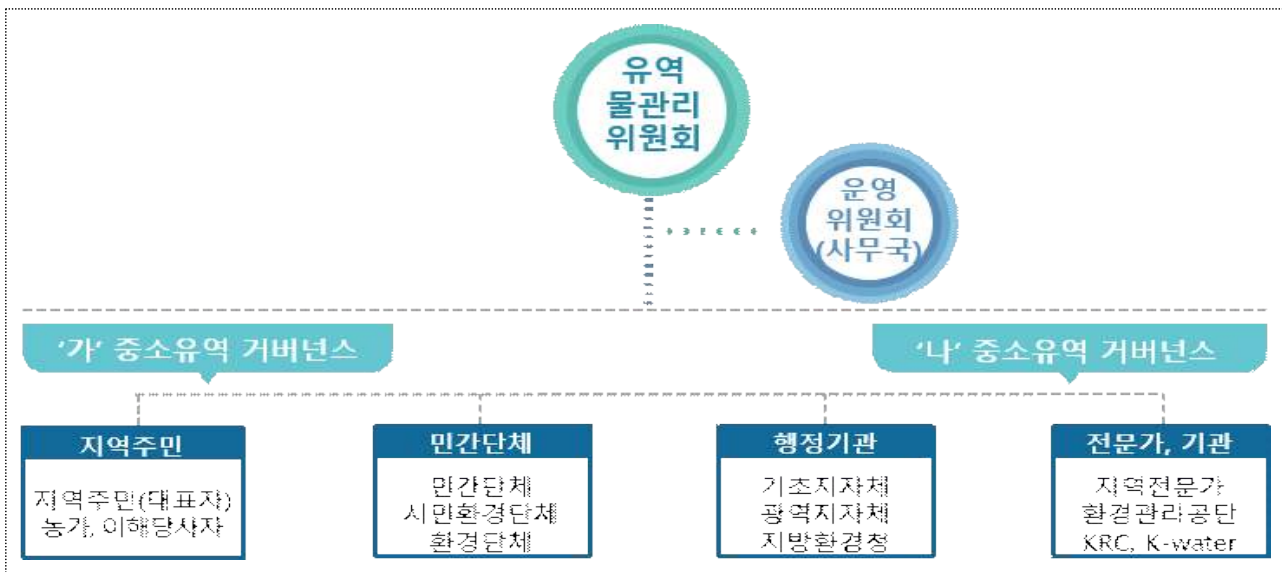 유역
물관리
위원회
운영
위원회
(사무국)
‘가’ 중소유역 거버넌스
‘나’ 중소유역 거버넌스
지역주민
지역주민(대표자)
농가, 이해당사자
민간단체
민간단체
시민환경단체
환경단체
행정기관
기초지자체
광역지자체
지방환경청
전문가, 기관
지역전문가
환경관리공단
KRC, K-water